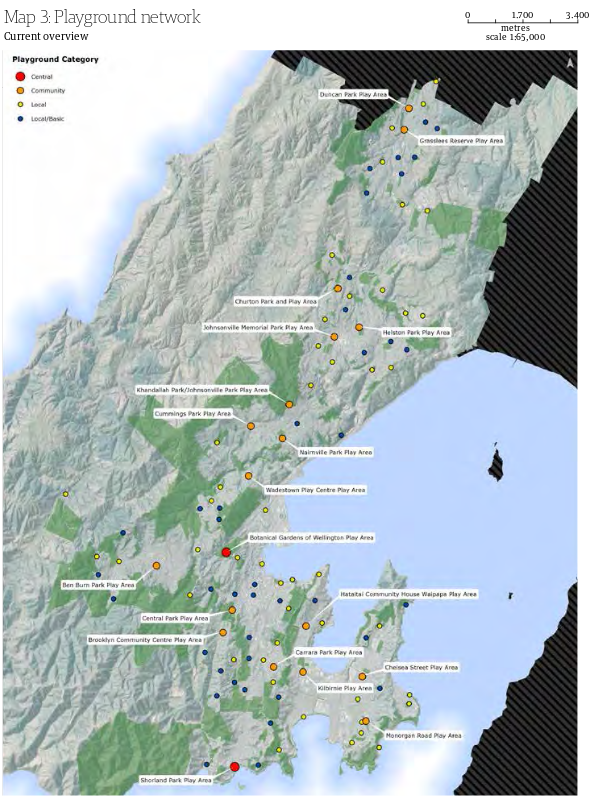 Map 3: Playground network
Current overview
0 1.700 3.400
metres
scale 1:65,000
Playground Category
Central
Community
Local
Local/Basic
Duncan Park Play Area
Grasslees Reserve Play Area
Churton Park and Play Area
Johnsonville Memorial Park Play Area
Helston Park Play Area
Khandallah Park/Johnsonville Park Play Area
Cummings Park Play Area
Nairnville Park Play Area
Wadestown Play Centre Play Area
Botanical Gardens of Wellington Play Area
Ben Burn Park Play Area
Hataitai Community House Waipapa Play Area
Central Park Play Area
Brooklyn Community Centre Play Area
Carrara Park Play Area
Chelsea Street Play Area
Kilbirnie Play Area
Monorgan Road Play Area
Shorland Park Play Area